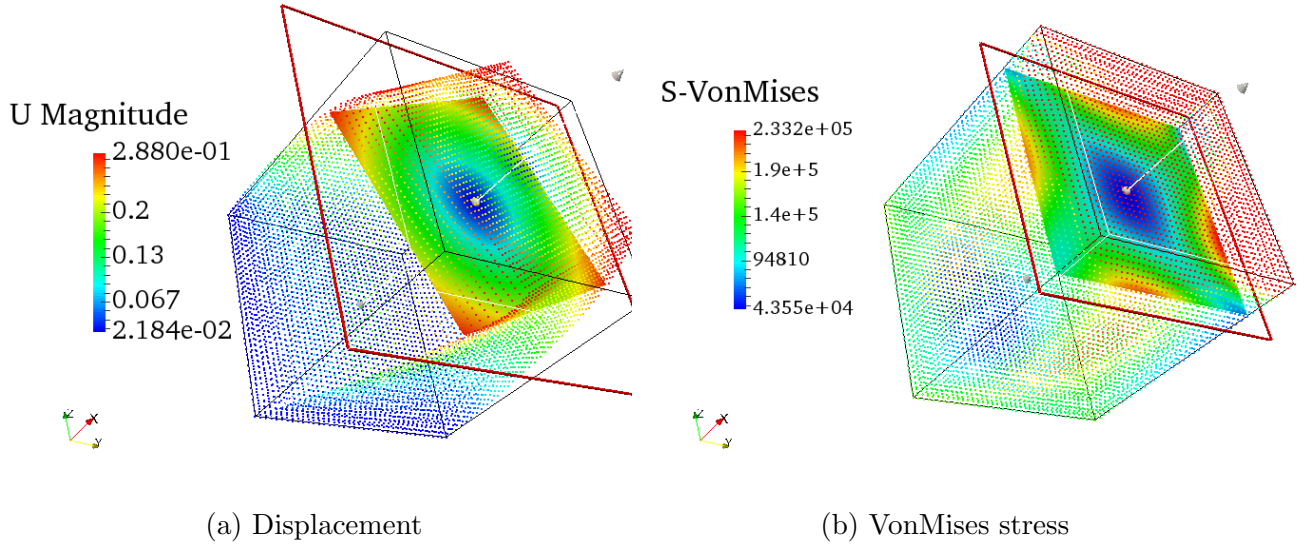 U Magnitude
2.880e-01
0.2
0.13
0.067
2.184e-02
Z
X
Y
(a) Displacement
S-VonMises
2.332e+05
1.9e+5
1.4e+5
94810
4.355e+04
Z
X
Y
(b) VonMises stress